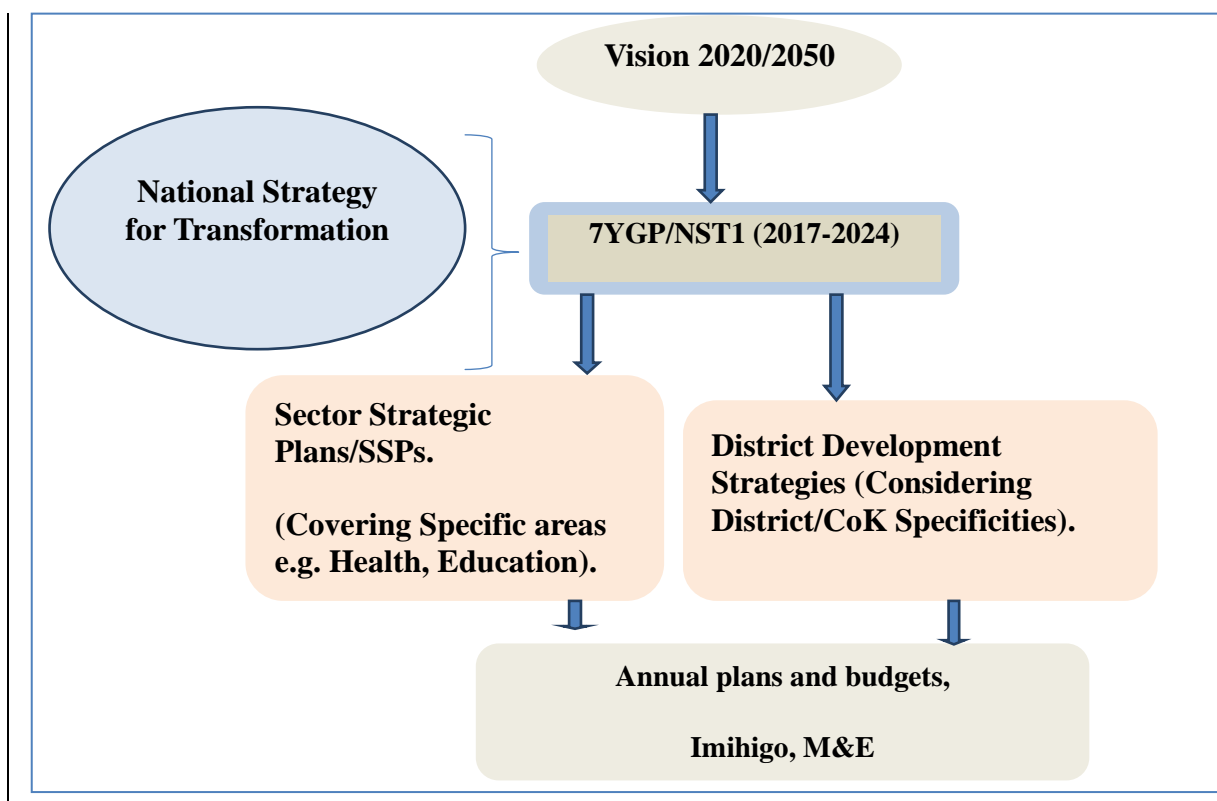 Vision 2020/2050
National Strategy
for Transformation
7YGP/NST1 (2017-2024)
Sector Strategic
Plans/SSPs.
(Covering Specific areas
e.g. Health, Education).
District Development
Strategies (Considering
District/CoK Specificities).
Annual plans and budgets,
Imihigo, M&E